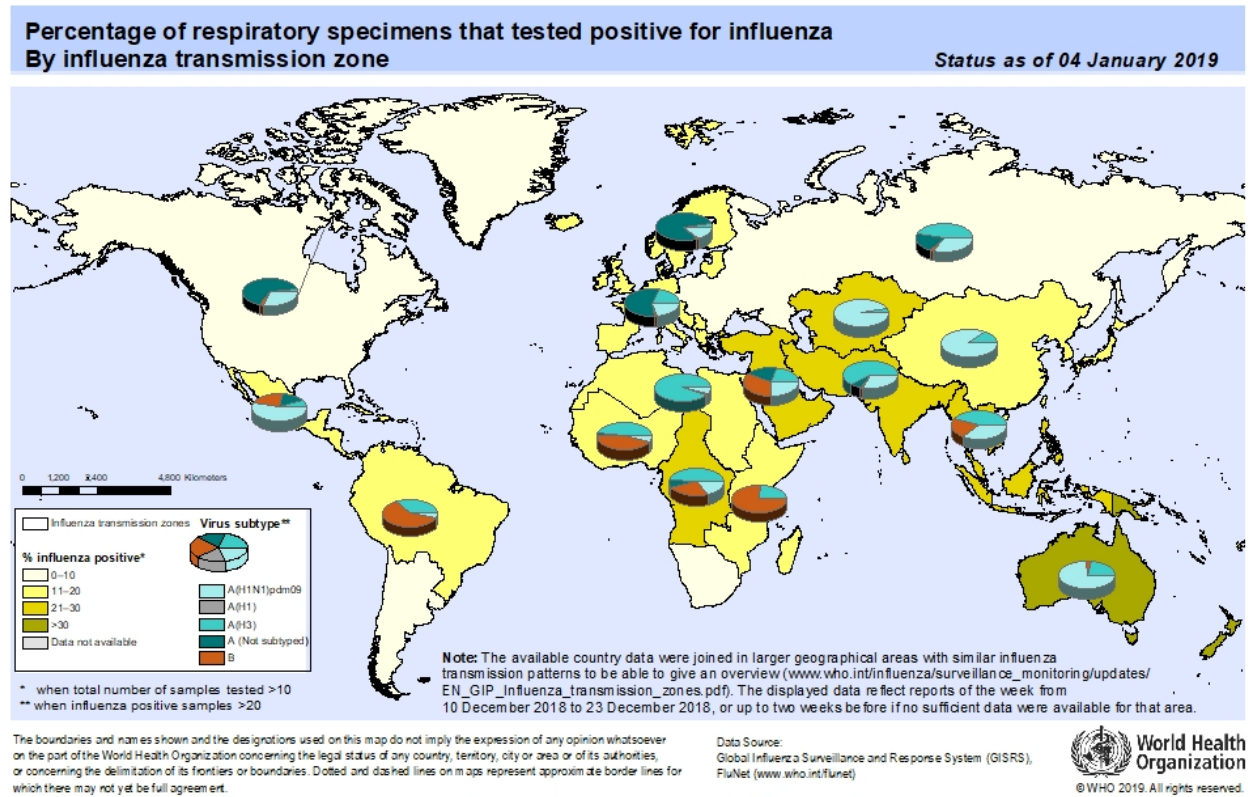 Percentage of respiratory specimens that tested positive for influenza
By influenza transmission zone
Status as of 04 January 2019
0 1,200 2,400 4,800 Kilometers
Influenza transmission zones
Virus subtype**
% influenza positive*
0–10
11–20
21–30
>30
Data not available
A(H1N1)pdm09
A(H1)
A(H3)
A (Not subtyped)
B
* when total number of samples tested >10
** when influenza positive samples >20
Note: The available country data were joined in larger geographical areas with similar influenza
transmission patterns to be able to give an overview (www.who.int/influenza/surveillance_monitoring/updates/
EN_GIP_Influenza_transmission_zones.pdf). The displayed data reflect reports of the week from
10 December 2018 to 23 December 2018, or up to two weeks before if no sufficient data were available for that area.
The boundaries and names shown and the designations used on this map do not imply the expression of any opinion whatsoever
on the part of the World Health Organization concerning the legal status of any country, territory, city or area or of its authorities,
or concerning the delimitation of its frontiers or boundaries. Dotted and dashed lines on maps represent approximate border lines for
which there may not yet be full agreement.
Data Source:
Global Influenza Surveillance and Response System (GISRS),
FluNet (www.who.int/flunet)
World Health
Organization
© WHO 2019. All rights reserved.